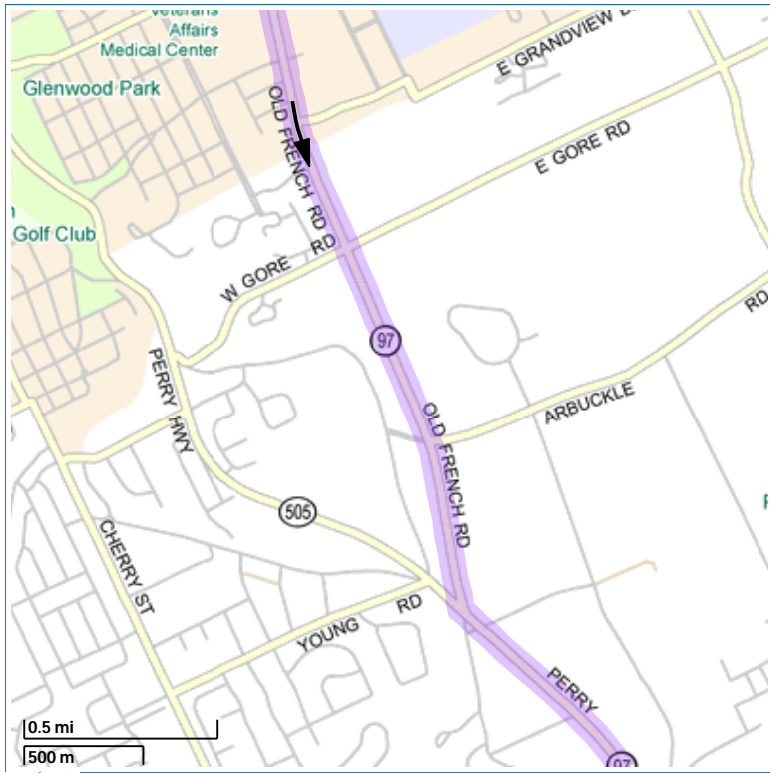 Veterans
Affairs
Medical Center
Glenwood Park
E GRANDVIEW
OLD FRENCH RD
E GORE RD
Golf Club
W GORE RD
97
RD
PERRY HWY
ARBUCKLE
OLD FRENCH RD
505
CHERRY ST
YOUNG RD
PERRY
0.5 mi
500 m
97